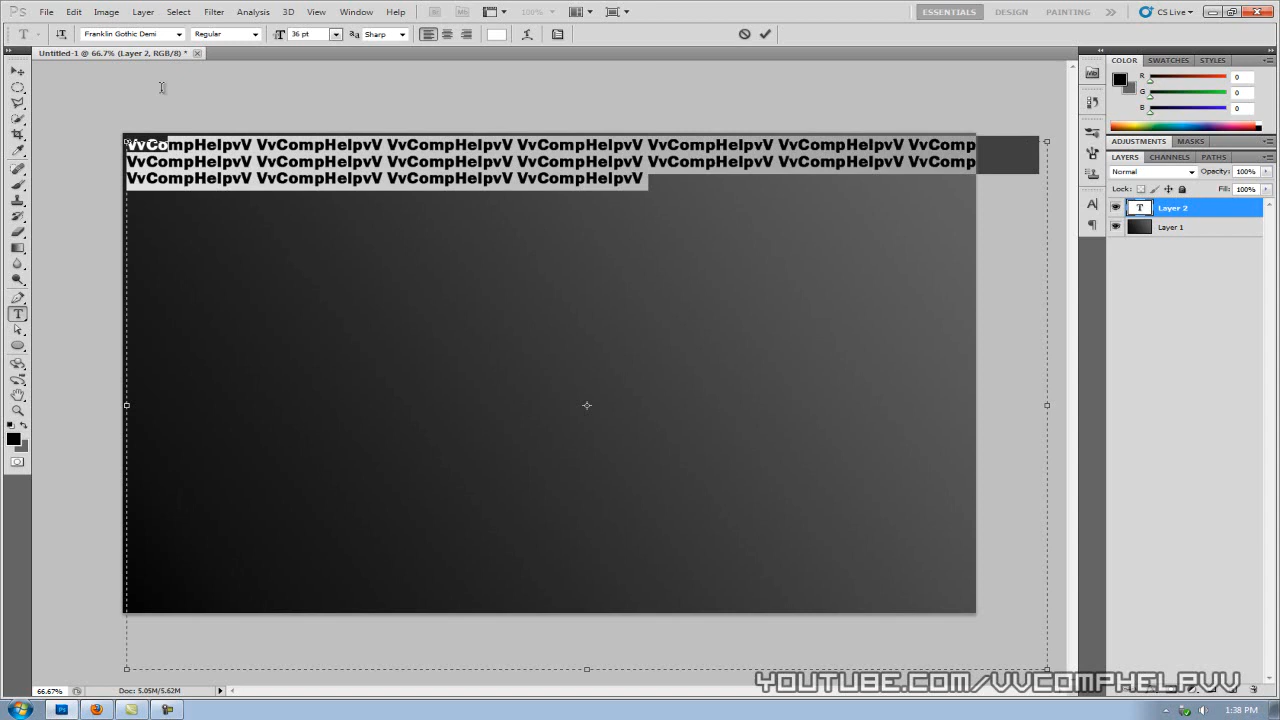 Ps File Edit Image Layer Select Filter Analysis 3D View Window Help Br Mb 100% ESSENTIALS DESIGN PAINTING CS Live
T Franklin Gothic Demi Regular 36 pt aa Sharp
Untitled-1 @ 66.7% (Layer 2, RGB/8) *
COLOR SWATCHES STYLES
R 0
G 0
B 0
ADJUSTMENTS MASKS
LAYERS CHANNELS PATHS
Normal Opacity: 100%
Lock: Fill: 100%
T Layer 2
Layer 1
VvCompHelpvV VvCompHelpvV VvCompHelpvV VvCompHelpvV VvCompHelpvV VvCompHelpvV VvComp
VvCompHelpvV VvCompHelpvV VvCompHelpvV VvCompHelpvV VvCompHelpvV VvCompHelpvV VvComp
VvCompHelpvV VvCompHelpvV VvCompHelpvV VvCompHelpvV
YOUTUBE.COM/VVCOMPHELPVV
66.67% Doc: 5.05M/5.62M
1:38 PM